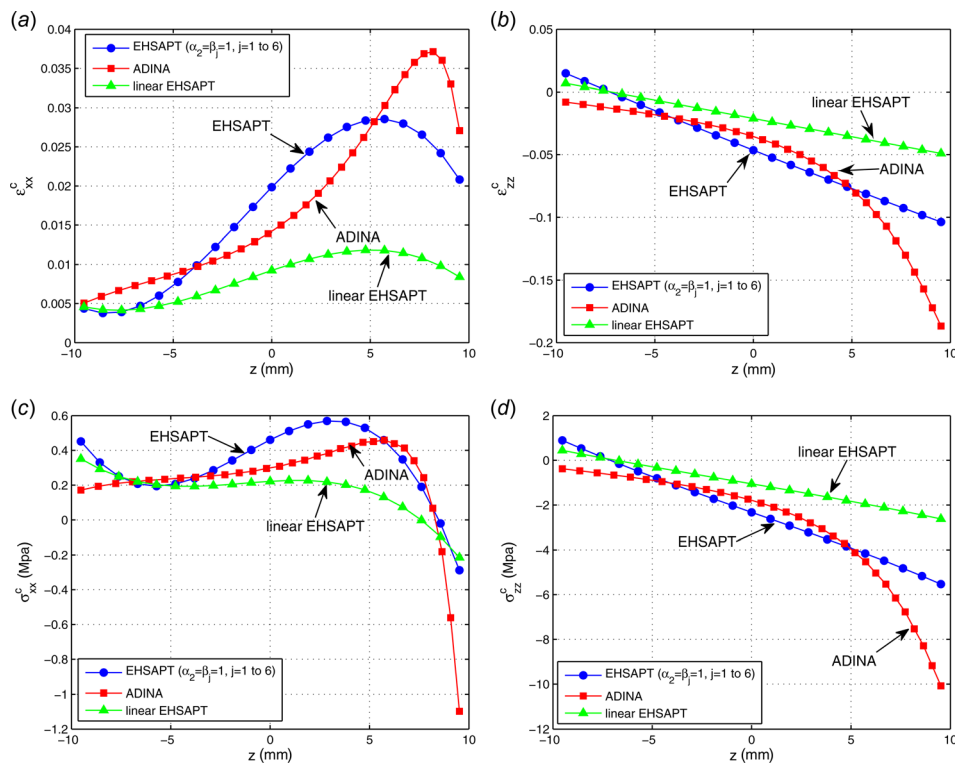 (a)
0.04
0.035
0.03
0.025
0.02
0.015
0.01
0.005
0
ε^c_xx
EHSAPT (α₂=βⱼ=1, j=1 to 6)
ADINA
linear EHSAPT
EHSAPT
ADINA
linear EHSAPT
−10 −5 0 5 10
z (mm)
(b)
0
−0.05
−0.1
−0.15
−0.2
ε^c_zz
linear EHSAPT
ADINA
EHSAPT
EHSAPT (α₂=βⱼ=1, j=1 to 6)
ADINA
linear EHSAPT
−10 −5 0 5 10
z (mm)
(c)
0.6
0.4
0.2
0
−0.2
−0.4
−0.6
−0.8
−1
−1.2
σ^c_xx (Mpa)
EHSAPT
ADINA
linear EHSAPT
EHSAPT (α₂=βⱼ=1, j=1 to 6)
ADINA
linear EHSAPT
−10 −5 0 5 10
z (mm)
(d)
2
0
−2
−4
−6
−8
−10
−12
σ^c_zz (Mpa)
linear EHSAPT
EHSAPT
ADINA
EHSAPT (α₂=βⱼ=1, j=1 to 6)
ADINA
linear EHSAPT
−10 −5 0 5 10
z (mm)